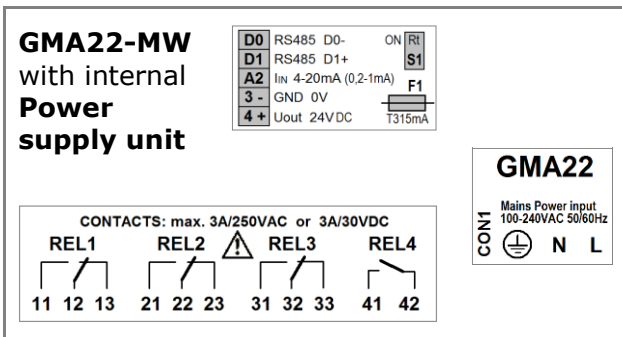 GMA22-MW
with internal
Power
supply unit
D0 RS485 D0- ON Rt
D1 RS485 D1+ S1
A2 IIN 4-20mA (0,2-1mA) F1
3 - GND 0V
4 + Uout 24VDC T315mA
GMA22
CON1
Mains Power input
100-240VAC 50/60Hz
N L
CONTACTS: max. 3A/250VAC or 3A/30VDC
REL1 REL2 REL3 REL4
11 12 13 21 22 23 31 32 33 41 42